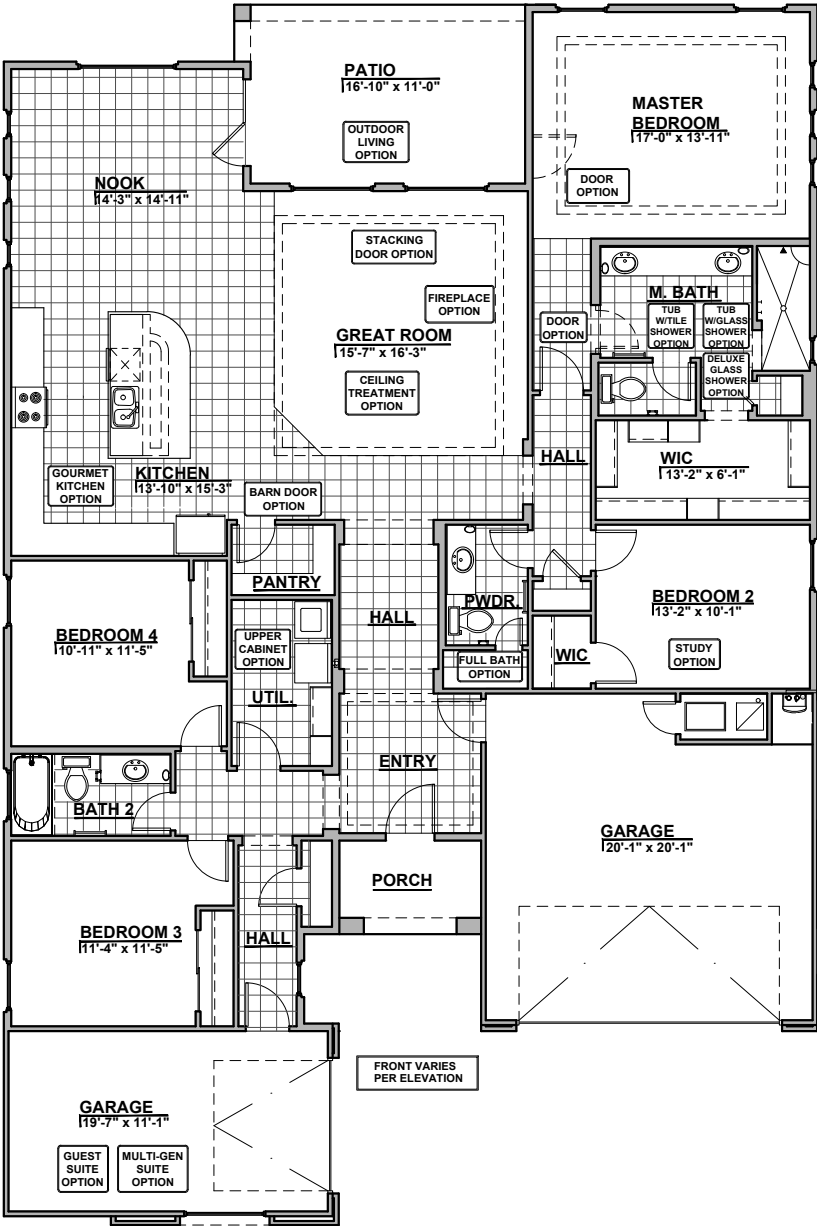 PATIO
16'-10" x 11'-0"
OUTDOOR
LIVING
OPTION
MASTER
BEDROOM
17'-0" x 13'-11"
DOOR
OPTION
NOOK
14'-3" x 14'-11"
STACKING
DOOR OPTION
FIREPLACE
OPTION
GREAT ROOM
15'-7" x 16'-3"
CEILING
TREATMENT
OPTION
DOOR
OPTION
M. BATH
TUB
W/TILE
SHOWER
OPTION
TUB
W/GLASS
SHOWER
OPTION
DELUXE
GLASS
SHOWER
OPTION
HALL
WIC
13'-2" x 6'-1"
GOURMET
KITCHEN
OPTION
KITCHEN
13'-10" x 15'-3"
BARN DOOR
OPTION
PANTRY
HALL
PWDR.
FULL BATH
OPTION
BEDROOM 2
13'-2" x 10'-1"
STUDY
OPTION
WIC
BEDROOM 4
10'-11" x 11'-5"
UPPER
CABINET
OPTION
UTIL.
ENTRY
BATH 2
GARAGE
20'-1" x 20'-1"
PORCH
BEDROOM 3
11'-4" x 11'-5"
HALL
FRONT VARIES
PER ELEVATION
GARAGE
19'-7" x 11'-1"
GUEST
SUITE
OPTION
MULTI-GEN
SUITE
OPTION